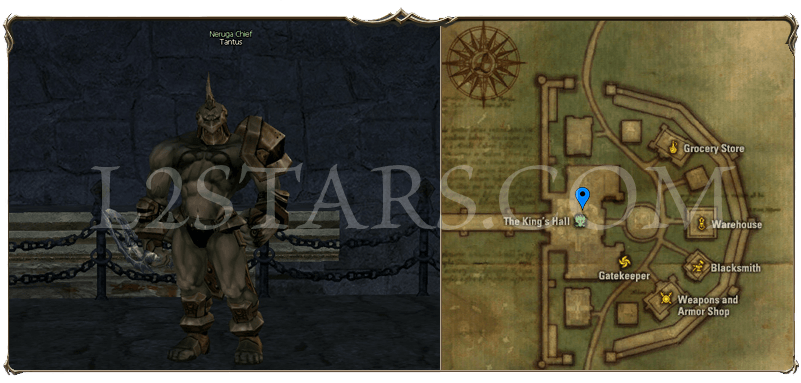 Neruga Chief
Tantus
L2STARS.COM
Grocery Store
The King's Hall
Warehouse
Gatekeeper
Blacksmith
Weapons and
Armor Shop